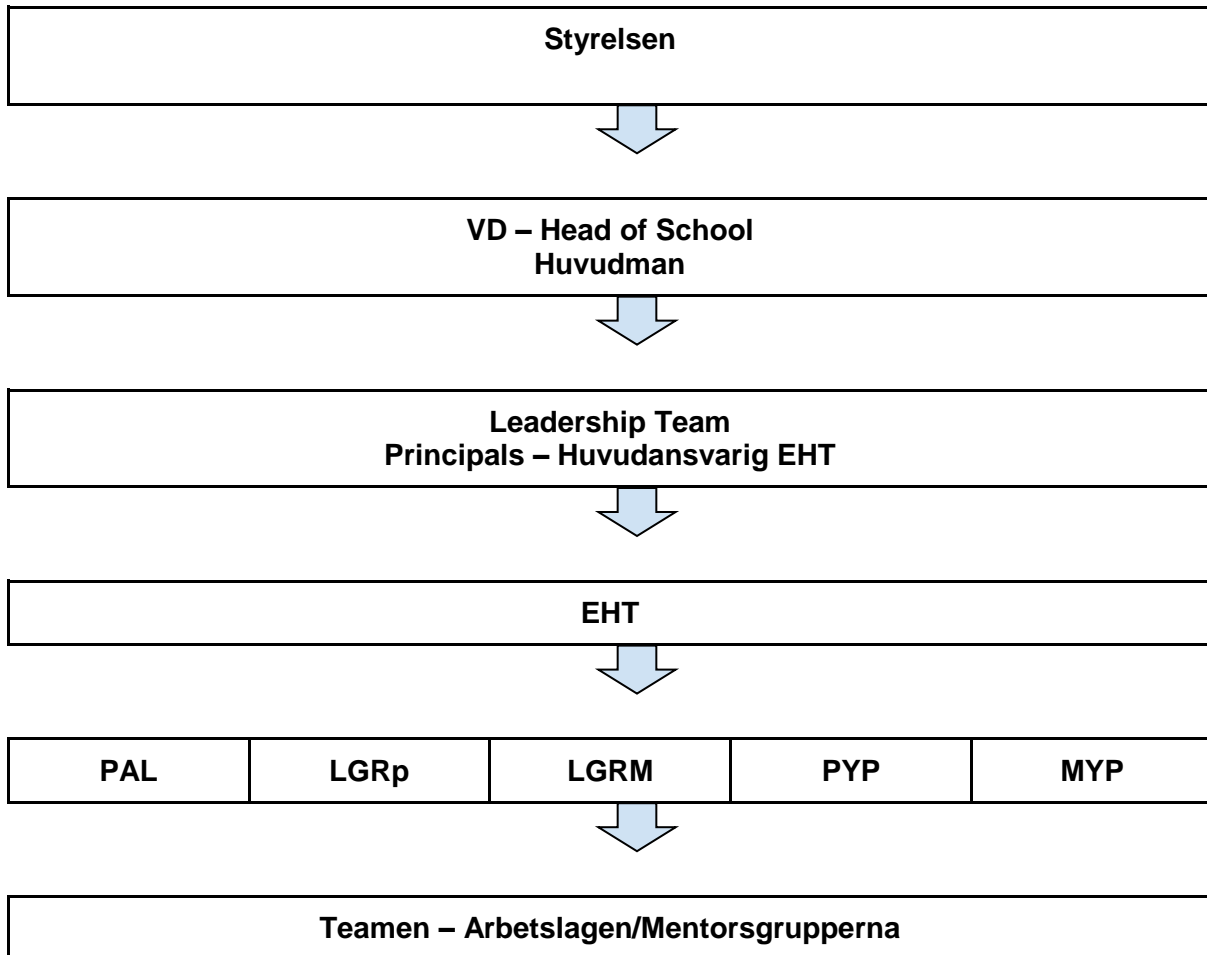 Styrelsen
VD – Head of School
Huvudman
Leadership Team
Principals – Huvudansvarig EHT
EHT
PAL LGRp LGRM PYP MYP
Teamen – Arbetslagen/Mentorsgrupperna